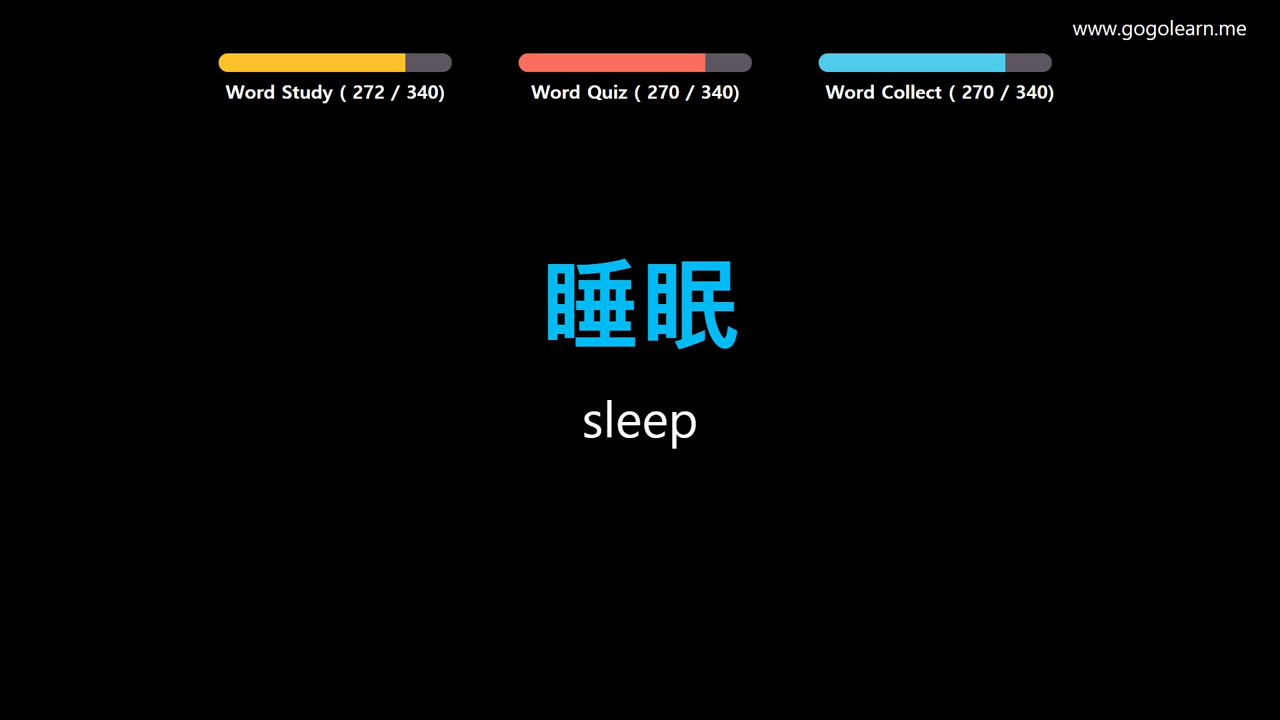 www.gogolearn.me
Word Study ( 272 / 340)
Word Quiz ( 270 / 340)
Word Collect ( 270 / 340)
睡眠
sleep